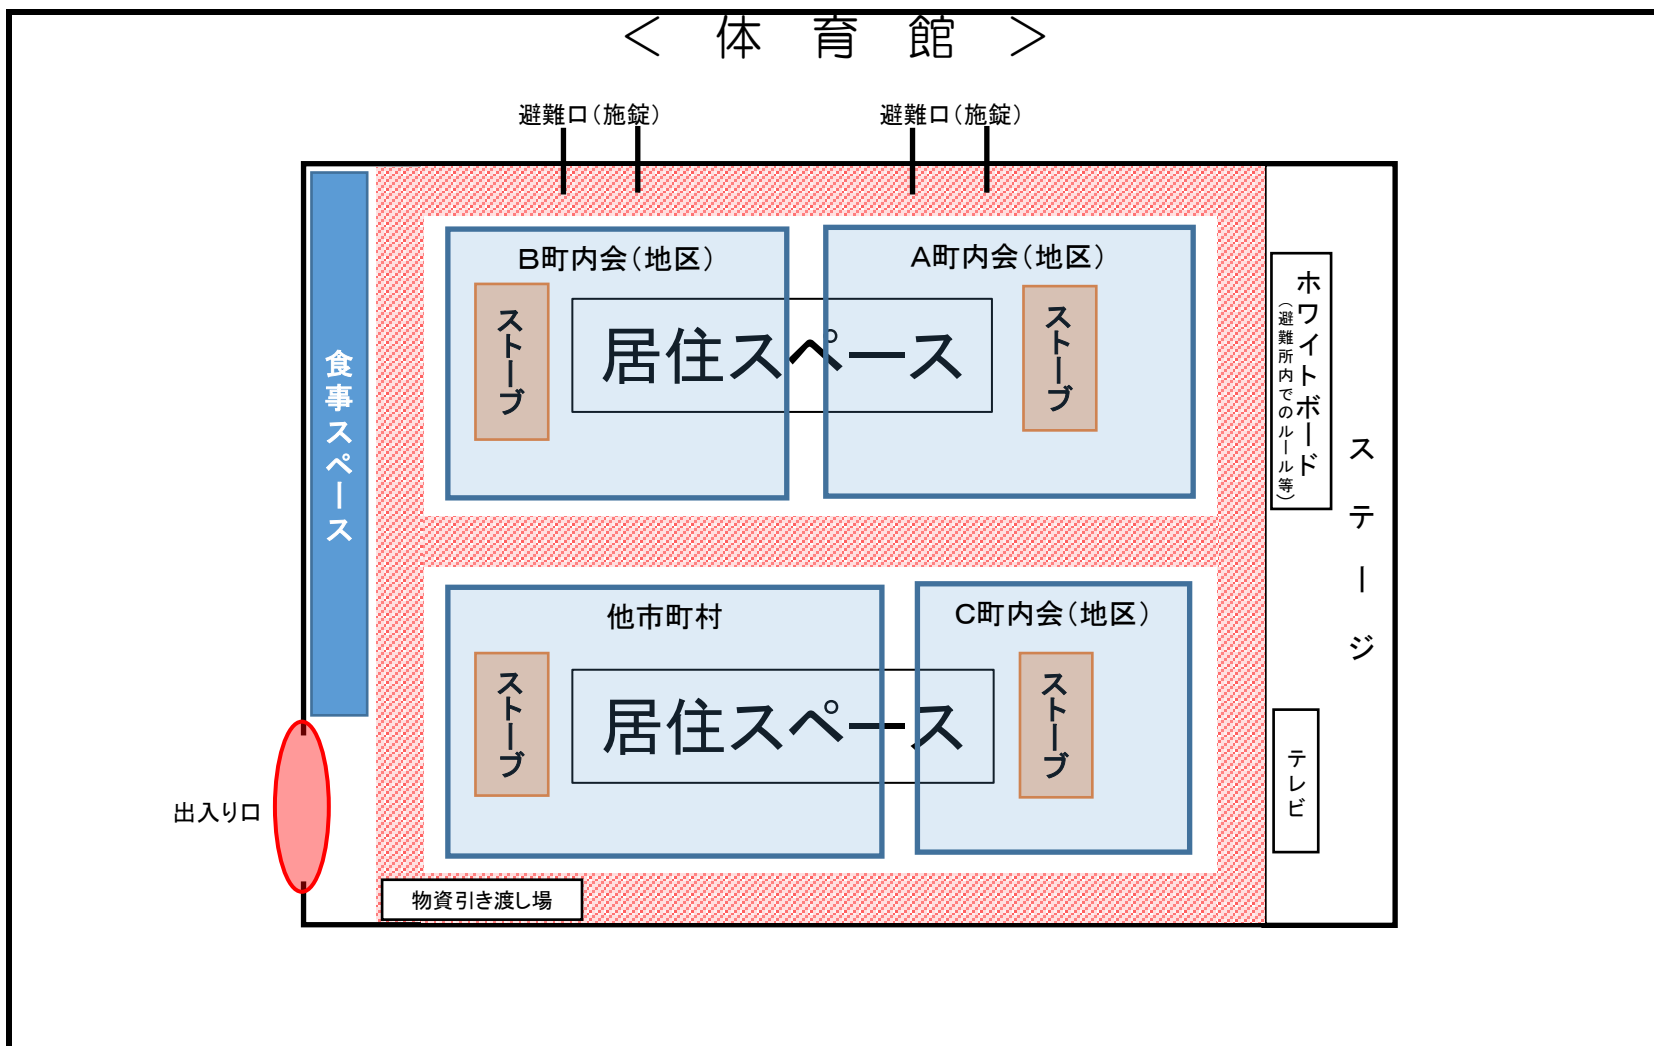 ＜ 体 育 館 ＞
避難口（施錠）
避難口（施錠）
B町内会（地区）
A町内会（地区）
ストーブ
居住スペース
ストーブ
食事スペース
ホワイトボード
（避難所内でのルール等）
ステージ
他市町村
C町内会（地区）
ストーブ
居住スペース
ストーブ
テレビ
出入り口
物資引き渡し場